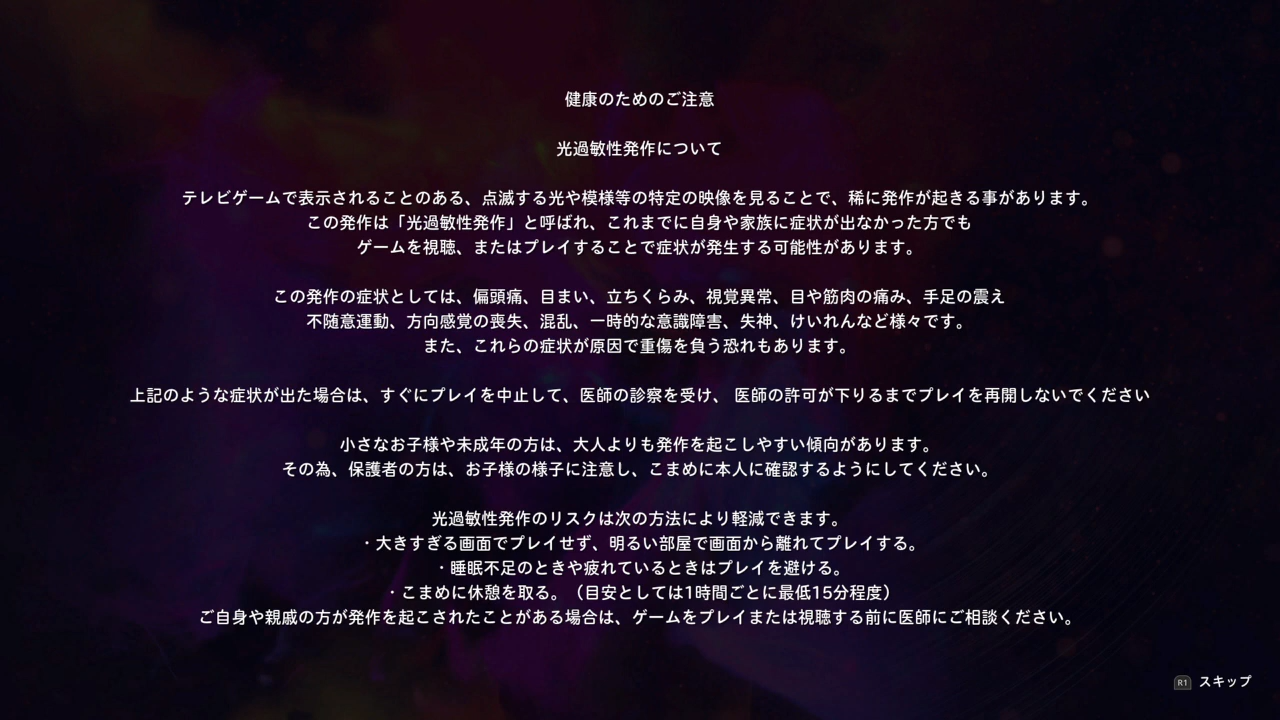 健康のためのご注意
光過敏性発作について
テレビゲームで表示されることのある、点滅する光や模様等の特定の映像を見ることで、稀に発作が起きる事があります。
この発作は「光過敏性発作」と呼ばれ、これまでに自身や家族に症状が出なかった方でも
ゲームを視聴、またはプレイすることで症状が発生する可能性があります。
この発作の症状としては、偏頭痛、目まい、立ちくらみ、視覚異常、目や筋肉の痛み、手足の震え
不随意運動、方向感覚の喪失、混乱、一時的な意識障害、失神、けいれんなど様々です。
また、これらの症状が原因で重傷を負う恐れもあります。
上記のような症状が出た場合は、すぐにプレイを中止して、医師の診察を受け、 医師の許可が下りるまでプレイを再開しないでください
小さなお子様や未成年の方は、大人よりも発作を起こしやすい傾向があります。
その為、保護者の方は、お子様の様子に注意し、こまめに本人に確認するようにしてください。
光過敏性発作のリスクは次の方法により軽減できます。
・大きすぎる画面でプレイせず、明るい部屋で画面から離れてプレイする。
・睡眠不足のときや疲れているときはプレイを避ける。
・こまめに休憩を取る。（目安としては1時間ごとに最低15分程度）
ご自身や親戚の方が発作を起こされたことがある場合は、ゲームをプレイまたは視聴する前に医師にご相談ください。
R1 スキップ